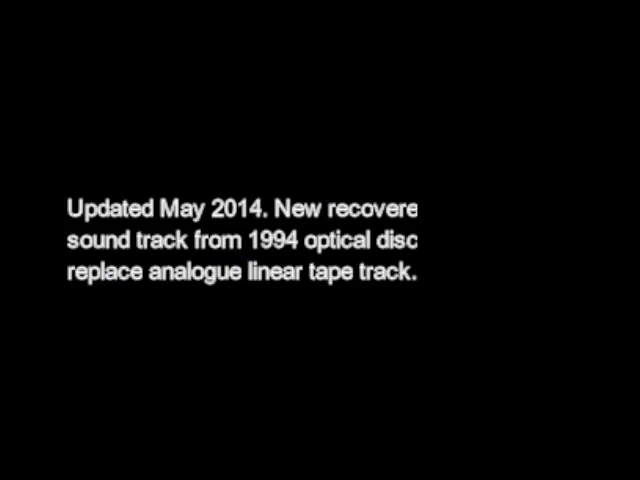 Updated May 2014. New recovere
sound track from 1994 optical disc
replace analogue linear tape track.